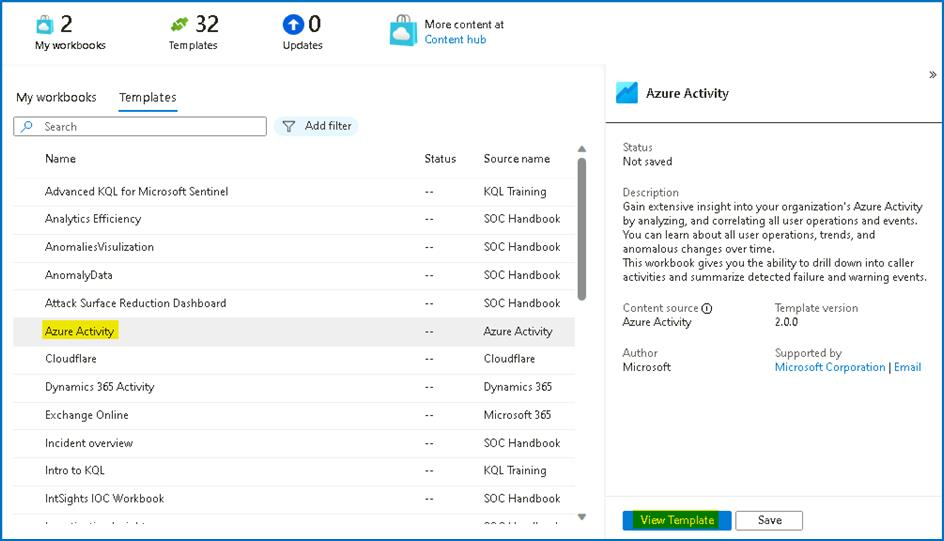 2
My workbooks
32
Templates
0
Updates
More content at
Content hub
My workbooks Templates
Search
Add filter
Name Status Source name
Advanced KQL for Microsoft Sentinel -- KQL Training
Analytics Efficiency -- SOC Handbook
AnomaliesVisulization -- SOC Handbook
AnomalyData -- SOC Handbook
Attack Surface Reduction Dashboard -- SOC Handbook
Azure Activity -- Azure Activity
Cloudflare -- Cloudflare
Dynamics 365 Activity -- Dynamics 365
Exchange Online -- Microsoft 365
Incident overview -- SOC Handbook
Intro to KQL -- KQL Training
IntSights IOC Workbook -- SOC Handbook
»
Azure Activity
Status
Not saved
Description
Gain extensive insight into your organization's Azure Activity
by analyzing, and correlating all user operations and events.
You can learn about all user operations, trends, and
anomalous changes over time.
This workbook gives you the ability to drill down into caller
activities and summarize detected failure and warning events.
Content source Template version
Azure Activity 2.0.0
Author Supported by
Microsoft Microsoft Corporation | Email
View Template Save